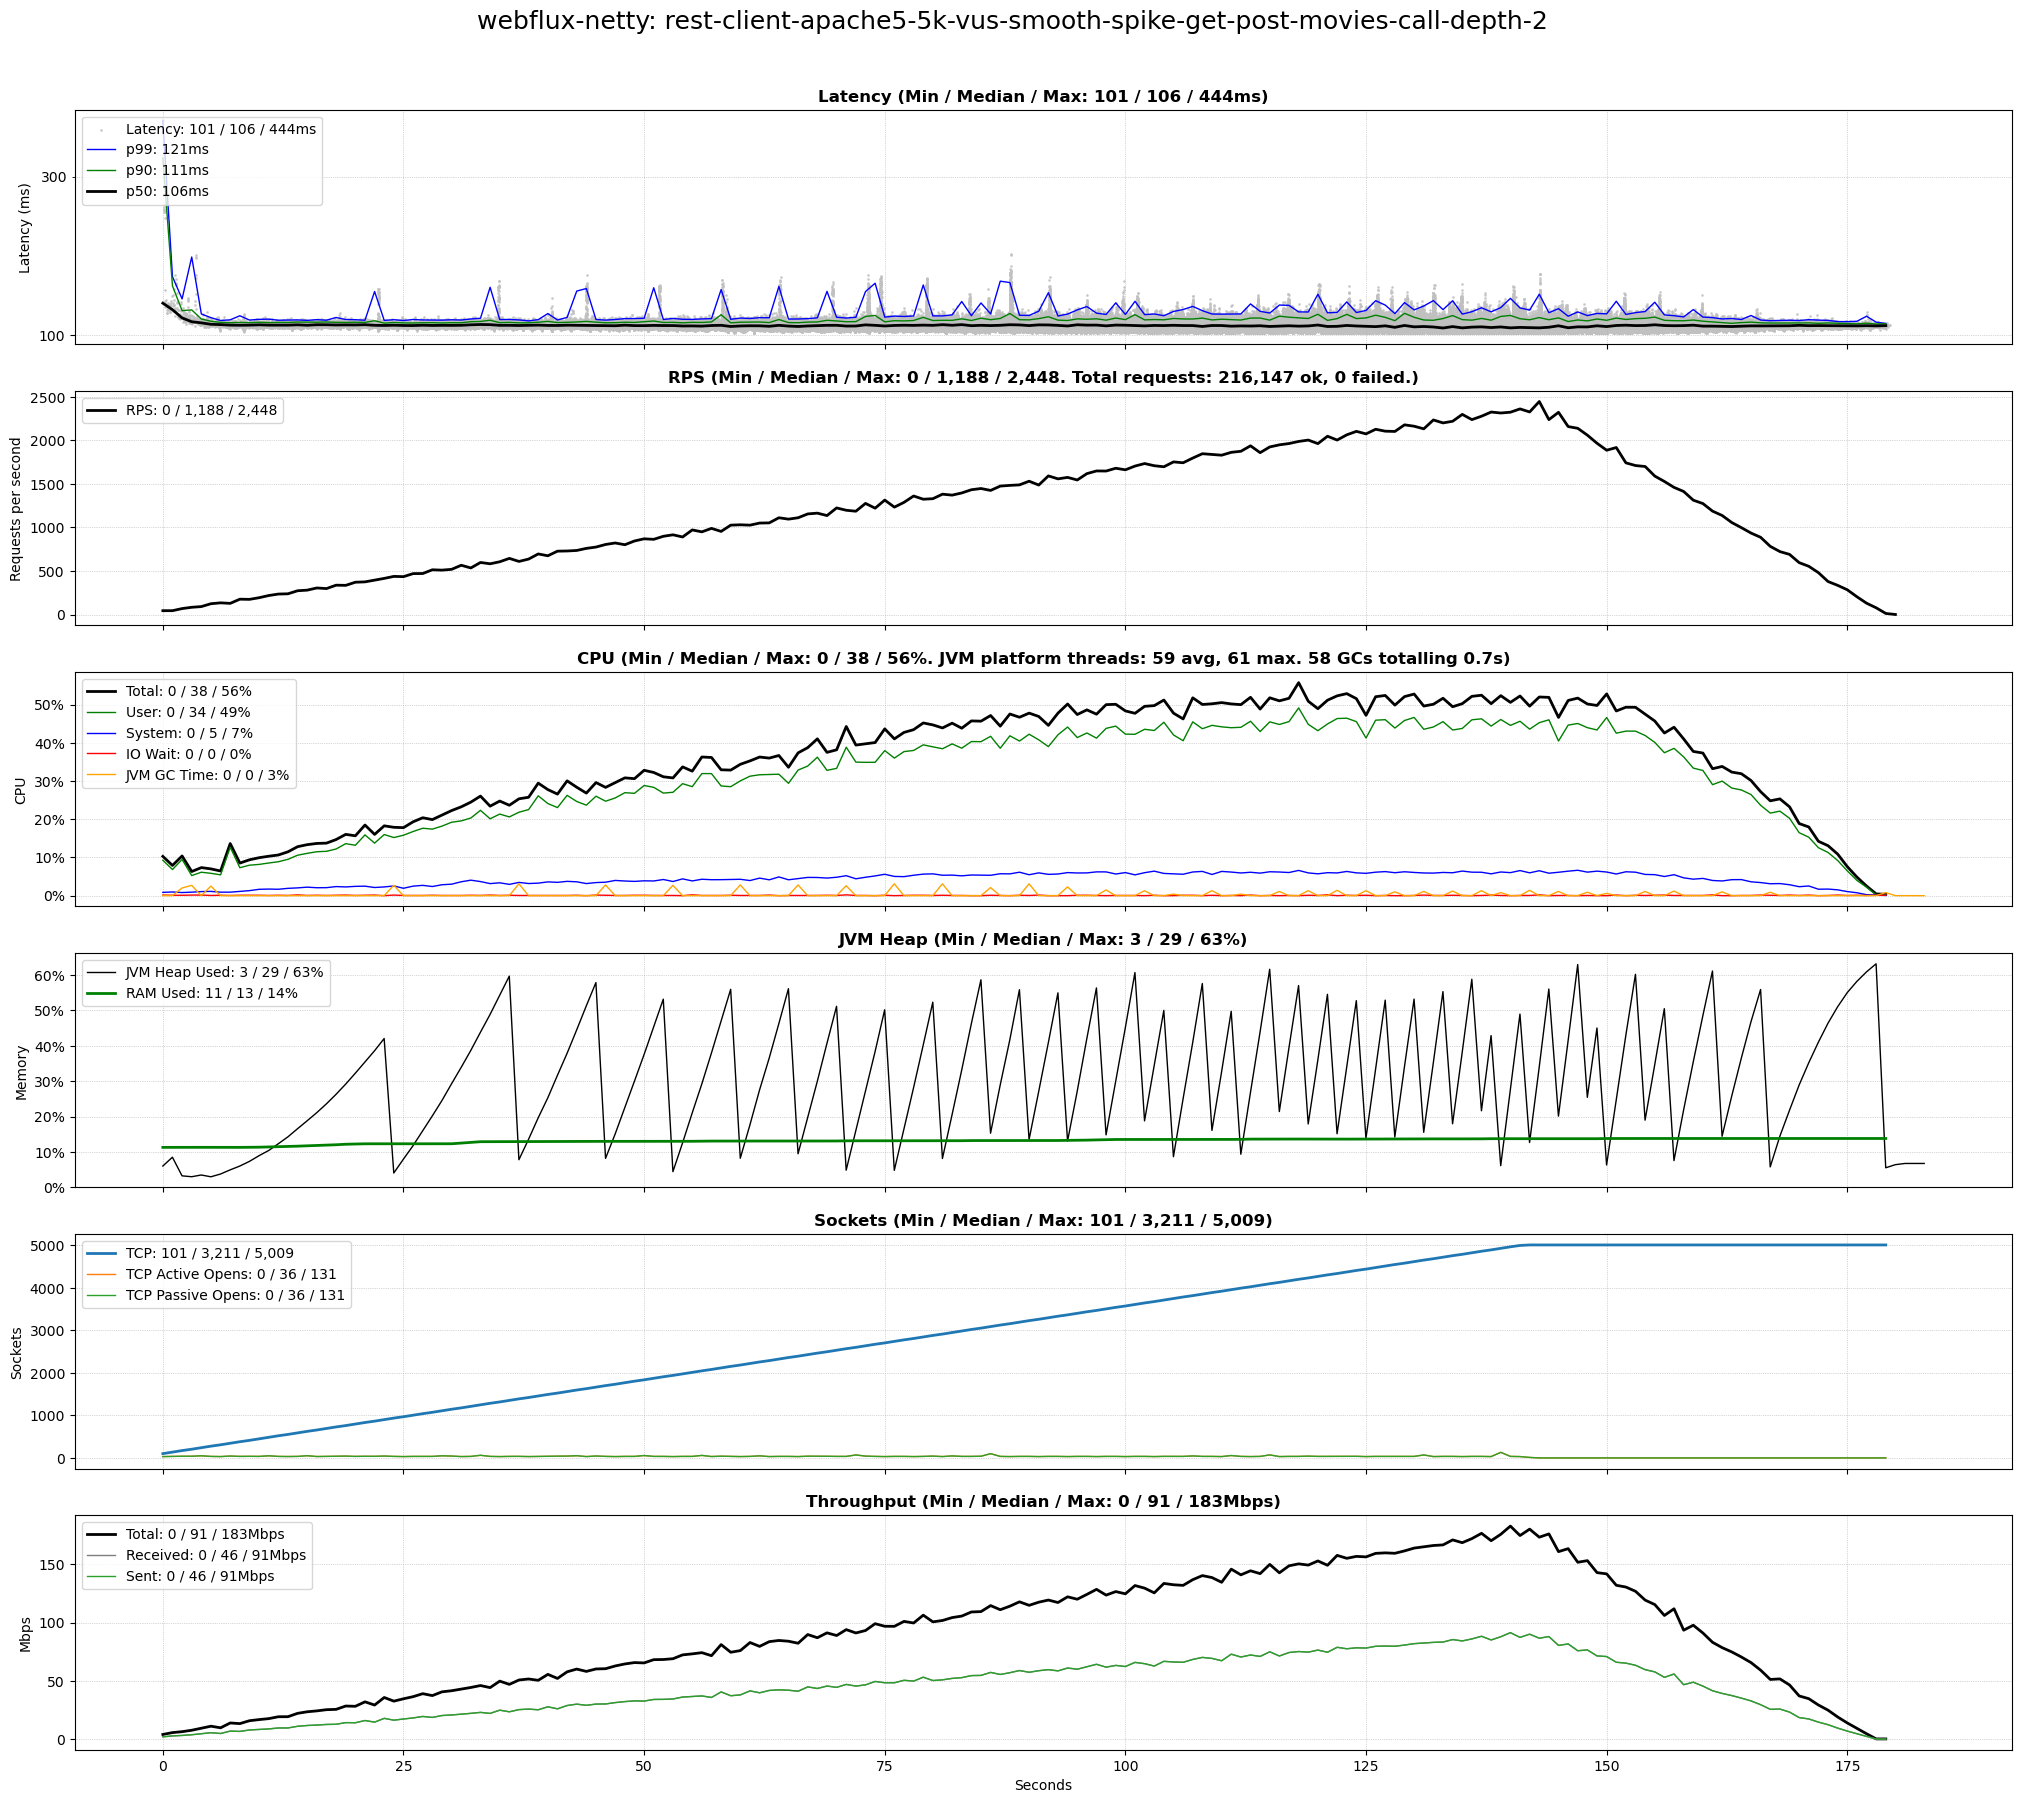 webflux-netty: rest-client-apache5-5k-vus-smooth-spike-get-post-movies-call-depth-2
Latency (Min / Median / Max: 101 / 106 / 444ms)
Latency: 101 / 106 / 444ms
p99: 121ms
p90: 111ms
p50: 106ms
Latency (ms)
300
100
RPS (Min / Median / Max: 0 / 1,188 / 2,448. Total requests: 216,147 ok, 0 failed.)
RPS: 0 / 1,188 / 2,448
Requests per second
2500
2000
1500
1000
500
0
CPU (Min / Median / Max: 0 / 38 / 56%. JVM platform threads: 59 avg, 61 max. 58 GCs totalling 0.7s)
Total: 0 / 38 / 56%
User: 0 / 34 / 49%
System: 0 / 5 / 7%
IO Wait: 0 / 0 / 0%
JVM GC Time: 0 / 0 / 3%
CPU
50%
40%
30%
20%
10%
0%
JVM Heap (Min / Median / Max: 3 / 29 / 63%)
JVM Heap Used: 3 / 29 / 63%
RAM Used: 11 / 13 / 14%
Memory
60%
50%
40%
30%
20%
10%
0%
Sockets (Min / Median / Max: 101 / 3,211 / 5,009)
TCP: 101 / 3,211 / 5,009
TCP Active Opens: 0 / 36 / 131
TCP Passive Opens: 0 / 36 / 131
Sockets
5000
4000
3000
2000
1000
0
Throughput (Min / Median / Max: 0 / 91 / 183Mbps)
Total: 0 / 91 / 183Mbps
Received: 0 / 46 / 91Mbps
Sent: 0 / 46 / 91Mbps
Mbps
150
100
50
0
0 25 50 75 100 125 150 175
Seconds